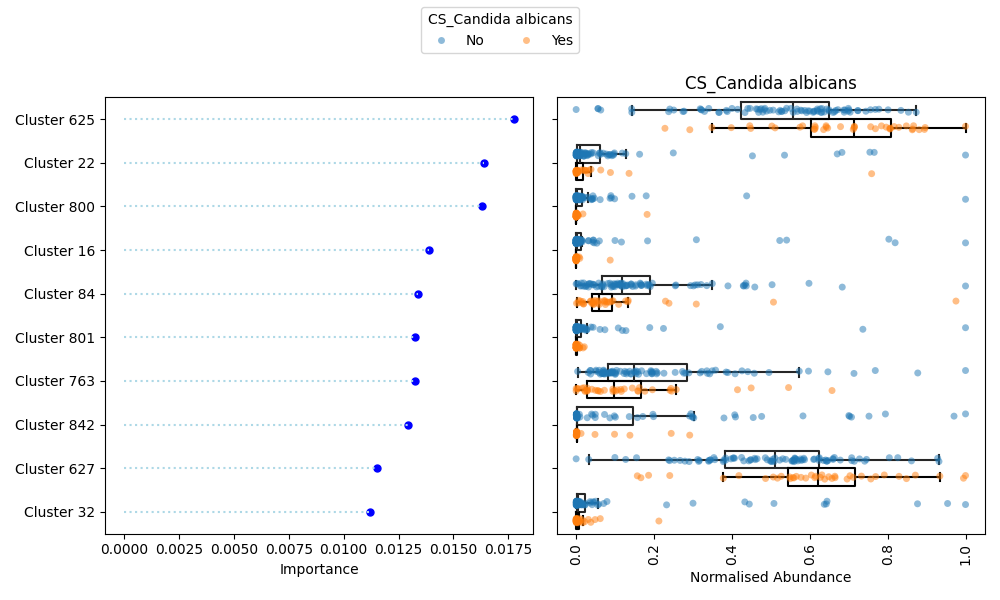 CS_Candida albicans
No Yes
CS_Candida albicans
Cluster 625
Cluster 22
Cluster 800
Cluster 16
Cluster 84
Cluster 801
Cluster 763
Cluster 842
Cluster 627
Cluster 32
0.0000 0.0025 0.0050 0.0075 0.0100 0.0125 0.0150 0.0175
Importance
0.0 0.2 0.4 0.6 0.8 1.0
Normalised Abundance